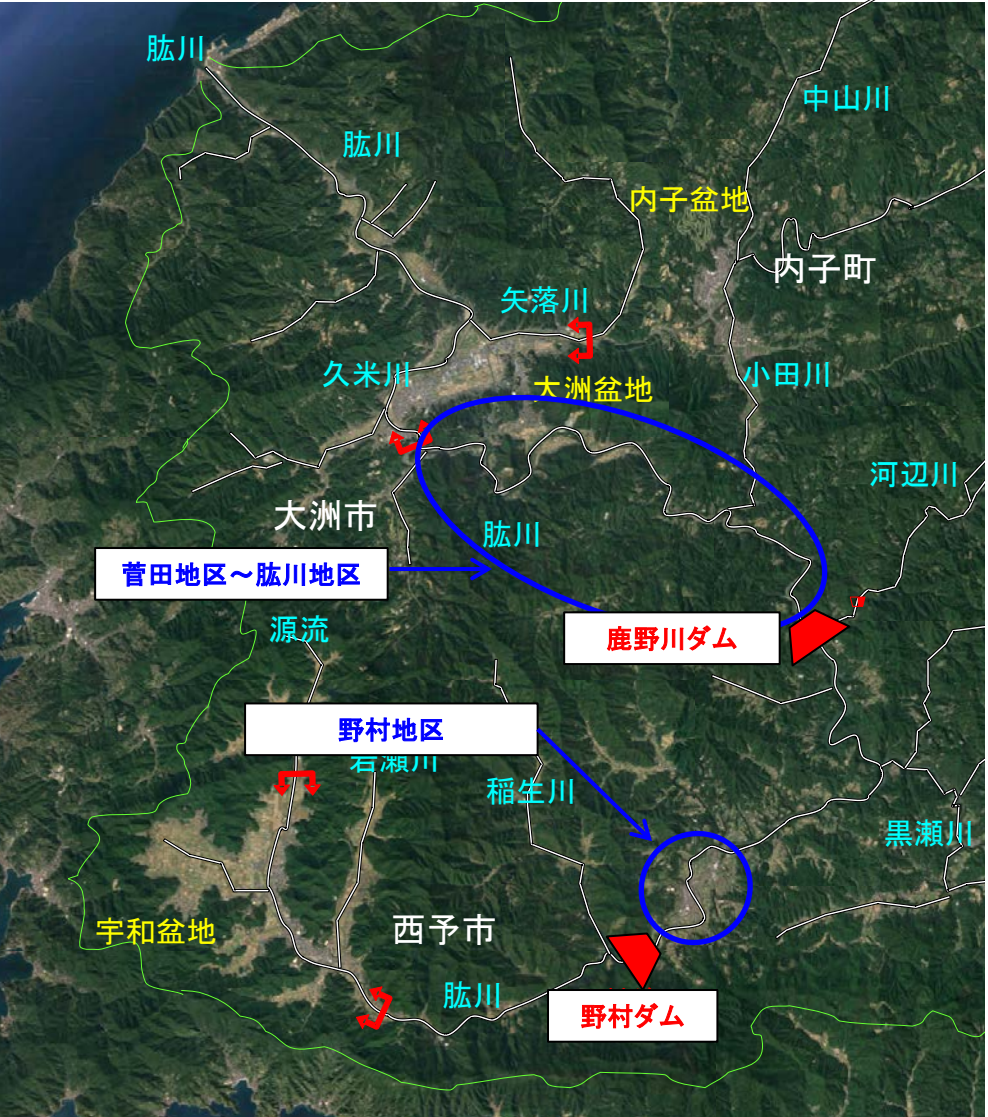 肱川
中山川
肱川
内子盆地
内子町
矢落川
久米川
大洲盆地
小田川
河辺川
大洲市
肱川
菅田地区～肱川地区
源流
鹿野川ダム
野村地区
岩瀬川
稲生川
黒瀬川
宇和盆地
西予市
肱川
野村ダム